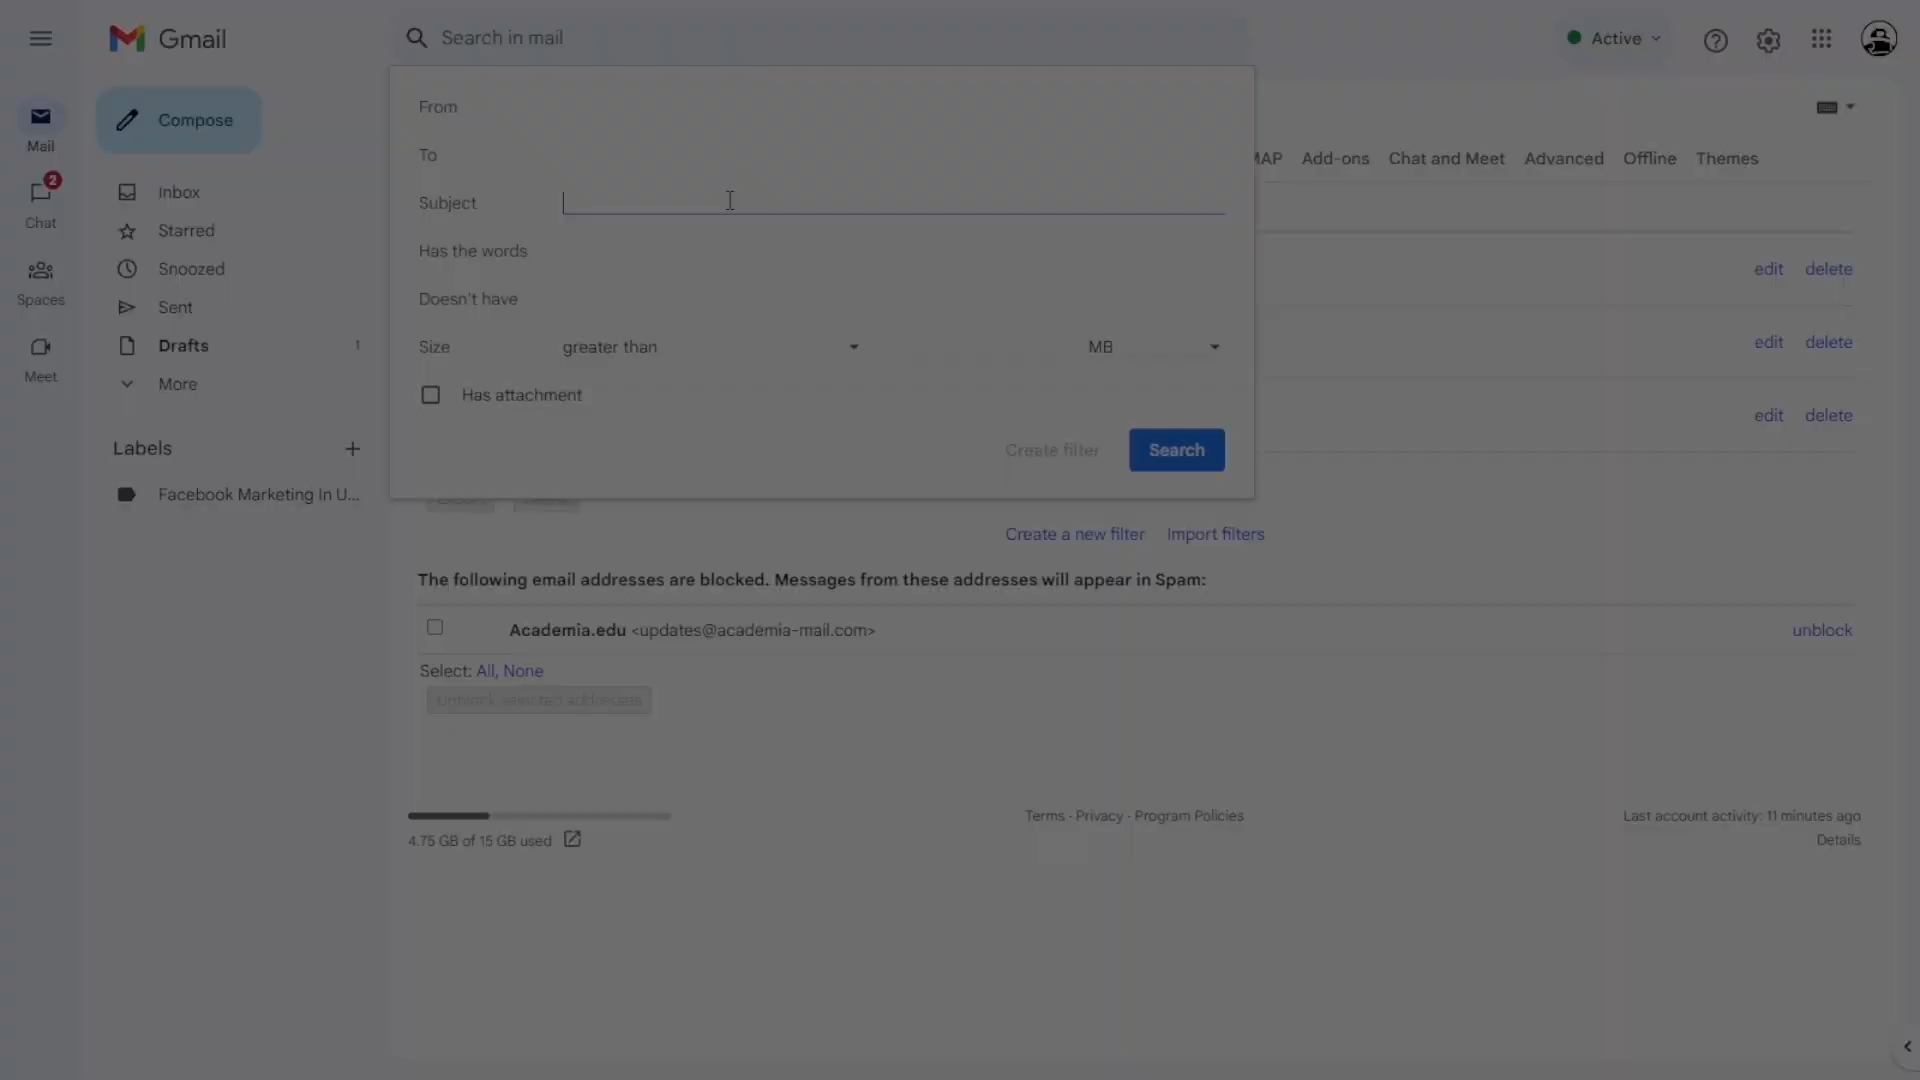 Gmail
Search in mail
Active
Compose
Mail
2
Chat
Spaces
Meet
Inbox
Starred
Snoozed
Sent
Drafts 1
More
Labels
Facebook Marketing In U...
From
To
Subject
Has the words
Doesn't have
Size greater than MB
Has attachment
Create filter Search
MAP Add-ons Chat and Meet Advanced Offline Themes
edit delete
edit delete
edit delete
Create a new filter Import filters
The following email addresses are blocked. Messages from these addresses will appear in Spam:
Academia.edu <updates@academia-mail.com> unblock
Select: All, None
Unblock selected addresses
4.75 GB of 15 GB used
Terms · Privacy · Program Policies
Last account activity: 11 minutes ago
Details